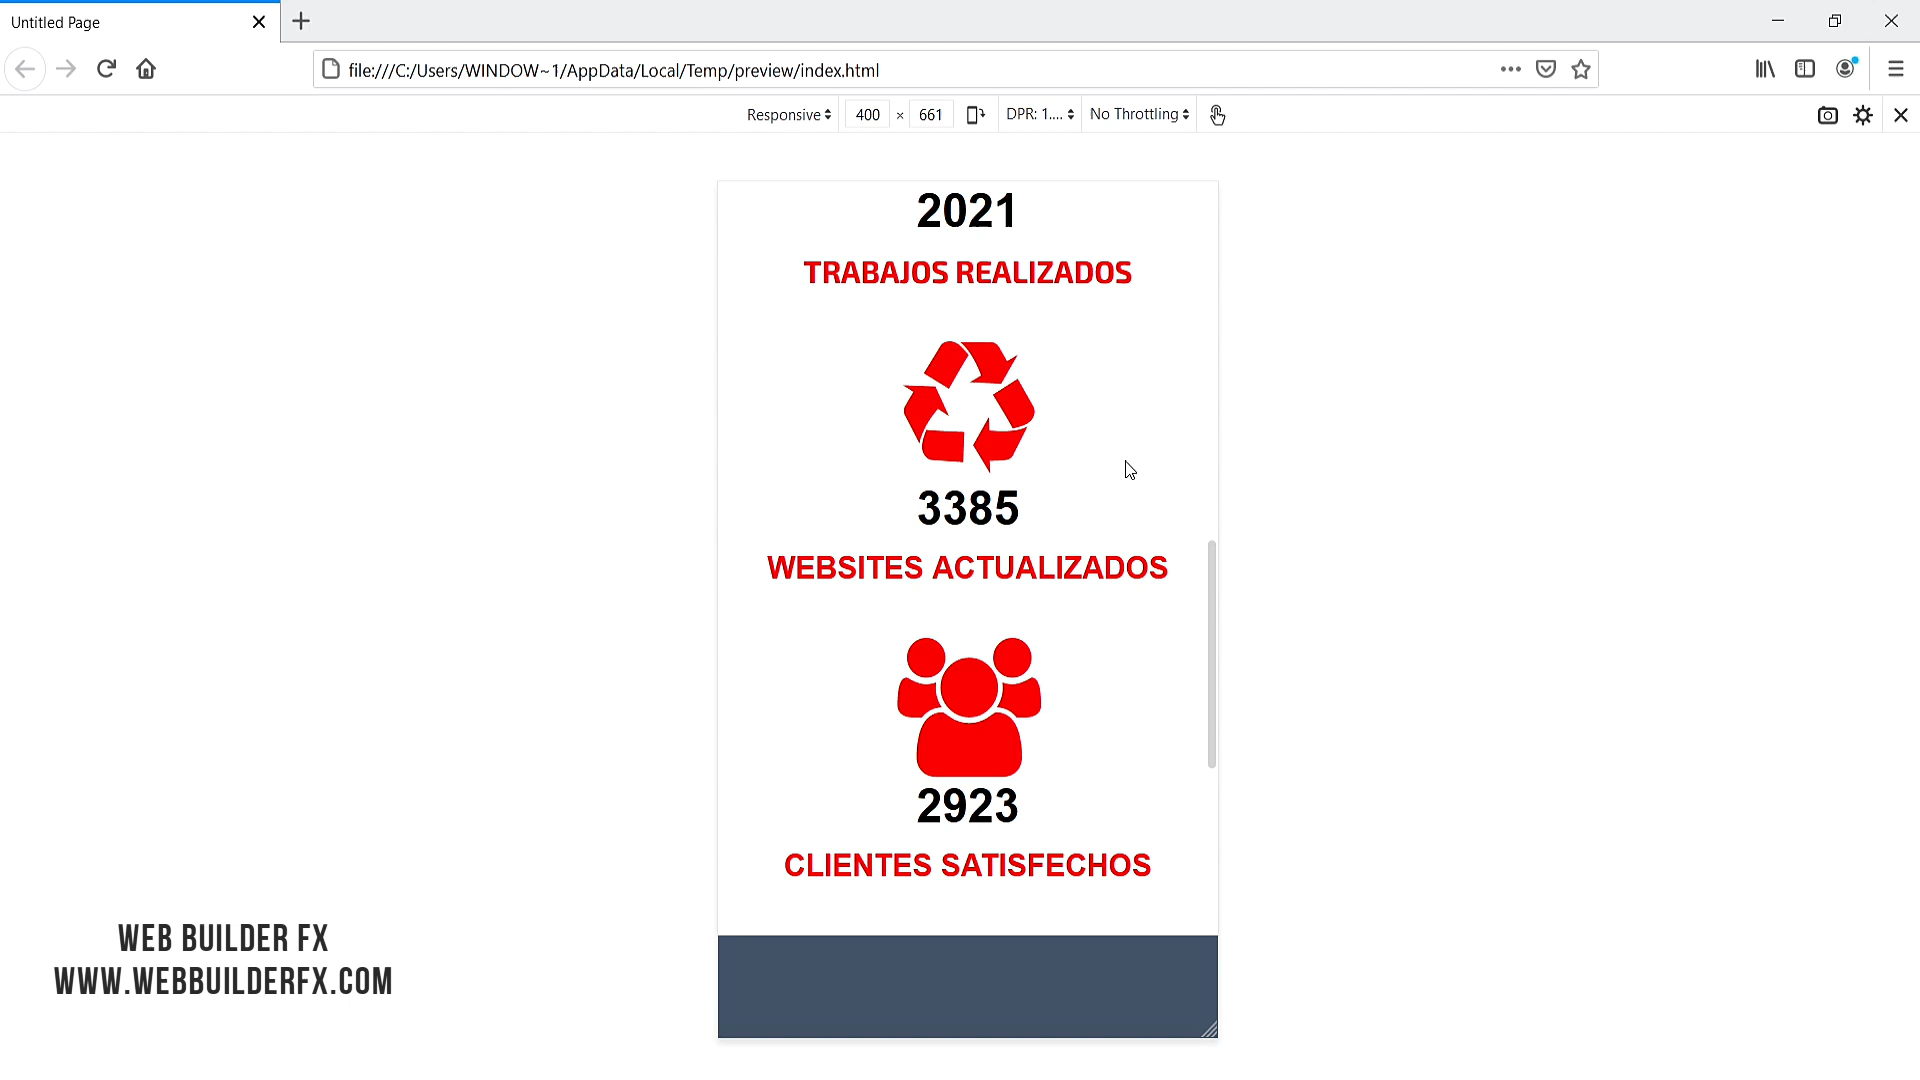 Untitled Page
file:///C:/Users/WINDOW~1/AppData/Local/Temp/preview/index.html
Responsive 400 × 661 DPR: 1.... No Throttling
2021
TRABAJOS REALIZADOS
3385
WEBSITES ACTUALIZADOS
2923
CLIENTES SATISFECHOS
WEB BUILDER FX
WWW.WEBBUILDERFX.COM